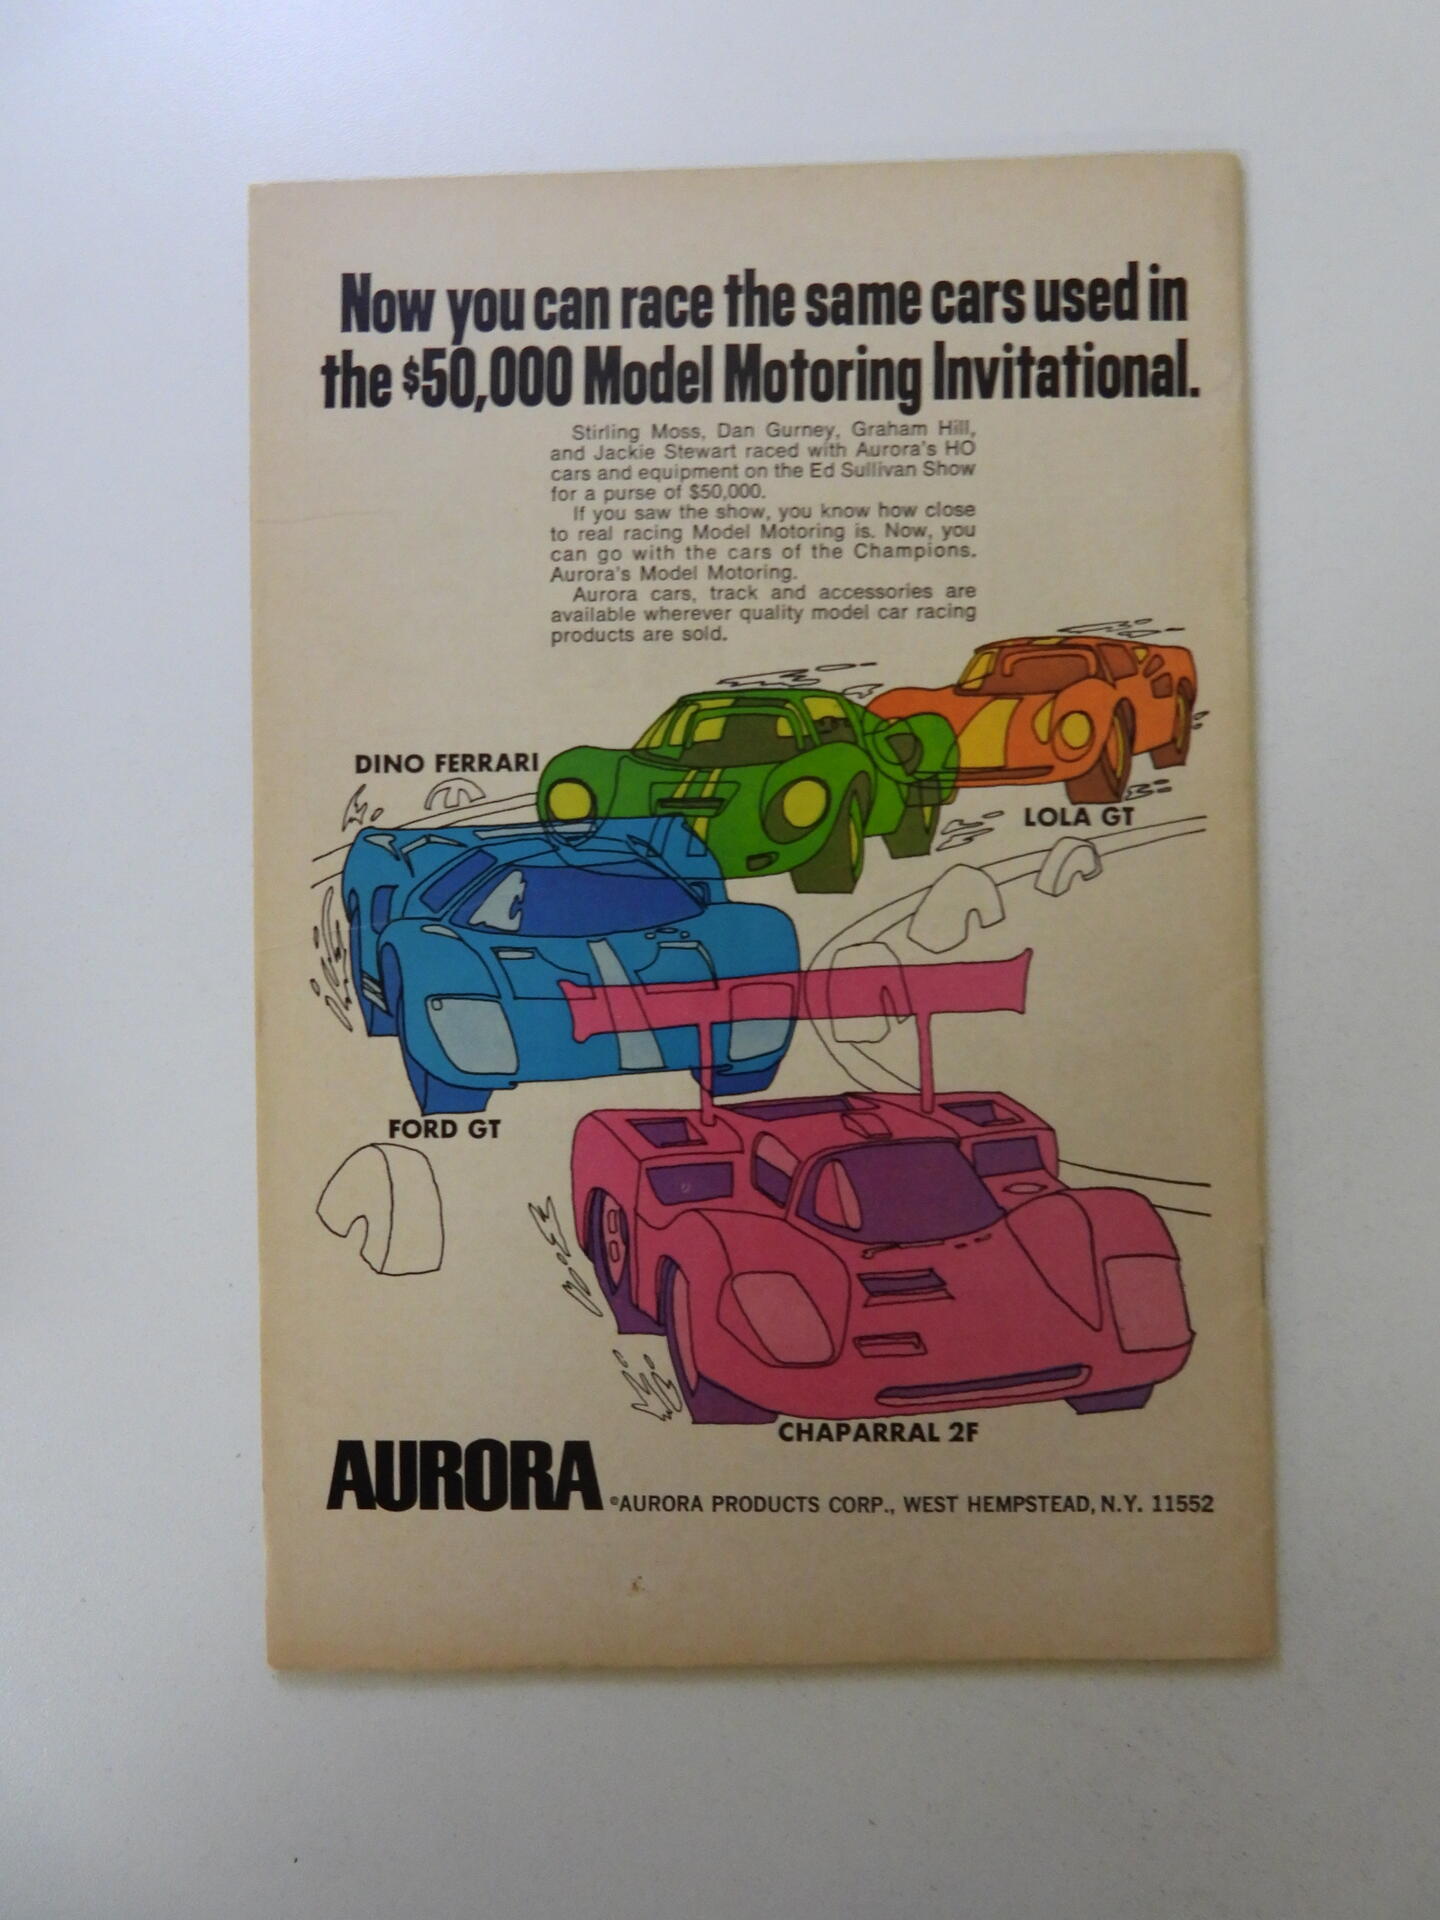 Now you can race the same cars used in
the $50,000 Model Motoring Invitational.
Stirling Moss, Dan Gurney, Graham Hill,
and Jackie Stewart raced with Aurora's HO
cars and equipment on the Ed Sullivan Show
for a purse of $50,000.
If you saw the show, you know how close
to real racing Model Motoring is. Now, you
can go with the cars of the Champions.
Aurora's Model Motoring.
Aurora cars, track and accessories are
available wherever quality model car racing
products are sold.
DINO FERRARI
LOLA GT
FORD GT
CHAPARRAL 2F
AURORA
©AURORA PRODUCTS CORP., WEST HEMPSTEAD, N.Y. 11552